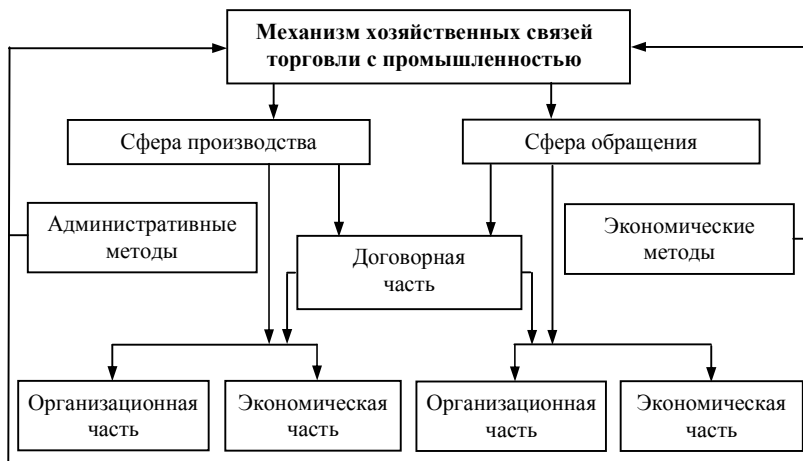 Механизм хозяйственных связей
торговли с промышленностью
Сфера производства
Сфера обращения
Административные
методы
Экономические
методы
Договорная
часть
Организационная
часть
Экономическая
часть
Организационная
часть
Экономическая
часть